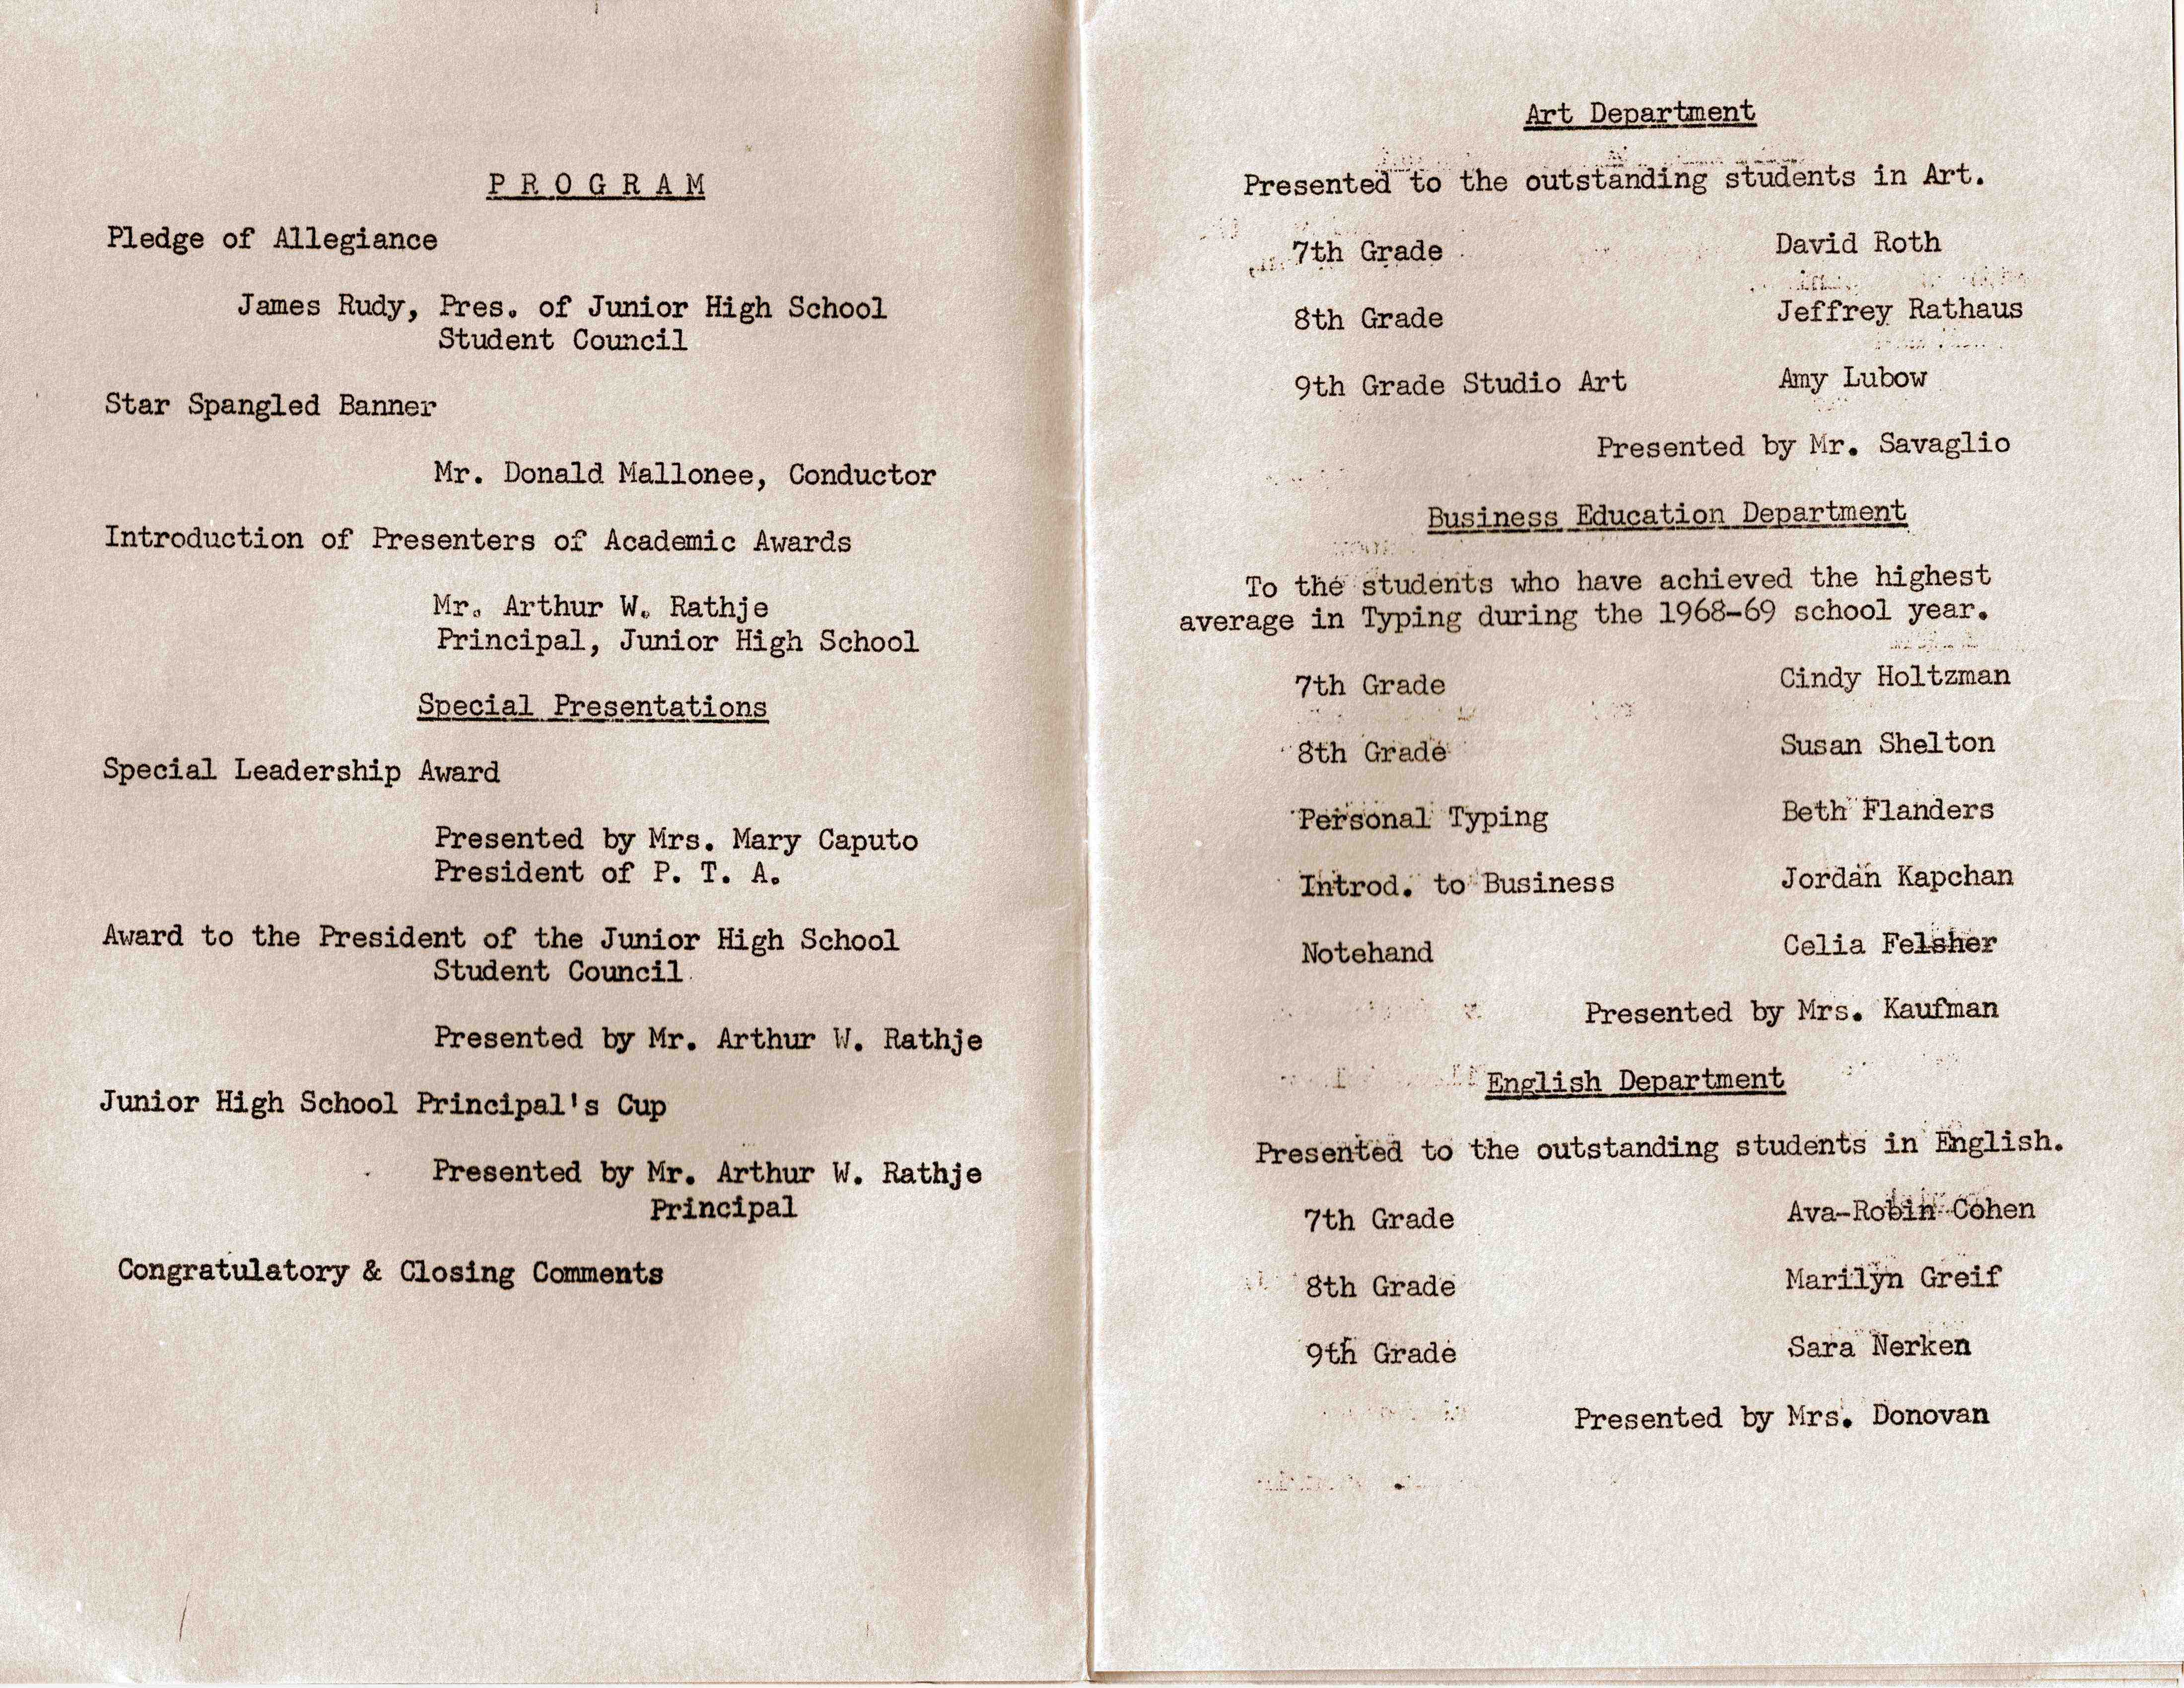 PROGRAM
Pledge of Allegiance
James Rudy, Pres. of Junior High School
Student Council
Star Spangled Banner
Mr. Donald Mallonee, Conductor
Introduction of Presenters of Academic Awards
Mr. Arthur W. Rathje
Principal, Junior High School
Special Presentations
Special Leadership Award
Presented by Mrs. Mary Caputo
President of P. T. A.
Award to the President of the Junior High School
Student Council
Presented by Mr. Arthur W. Rathje
Junior High School Principal's Cup
Presented by Mr. Arthur W. Rathje
Principal
Congratulatory & Closing Comments
Art Department
Presented to the outstanding students in Art.
7th Grade David Roth
8th Grade Jeffrey Rathaus
9th Grade Studio Art Amy Lubow
Presented by Mr. Savaglio
Business Education Department
To the students who have achieved the highest
average in Typing during the 1968-69 school year.
7th Grade Cindy Holtzman
8th Grade Susan Shelton
Personal Typing Beth Flanders
Introd. to Business Jordan Kapchan
Notehand Celia Felsher
Presented by Mrs. Kaufman
English Department
Presented to the outstanding students in English.
7th Grade Ava-Robin Cohen
8th Grade Marilyn Greif
9th Grade Sara Nerken
Presented by Mrs. Donovan